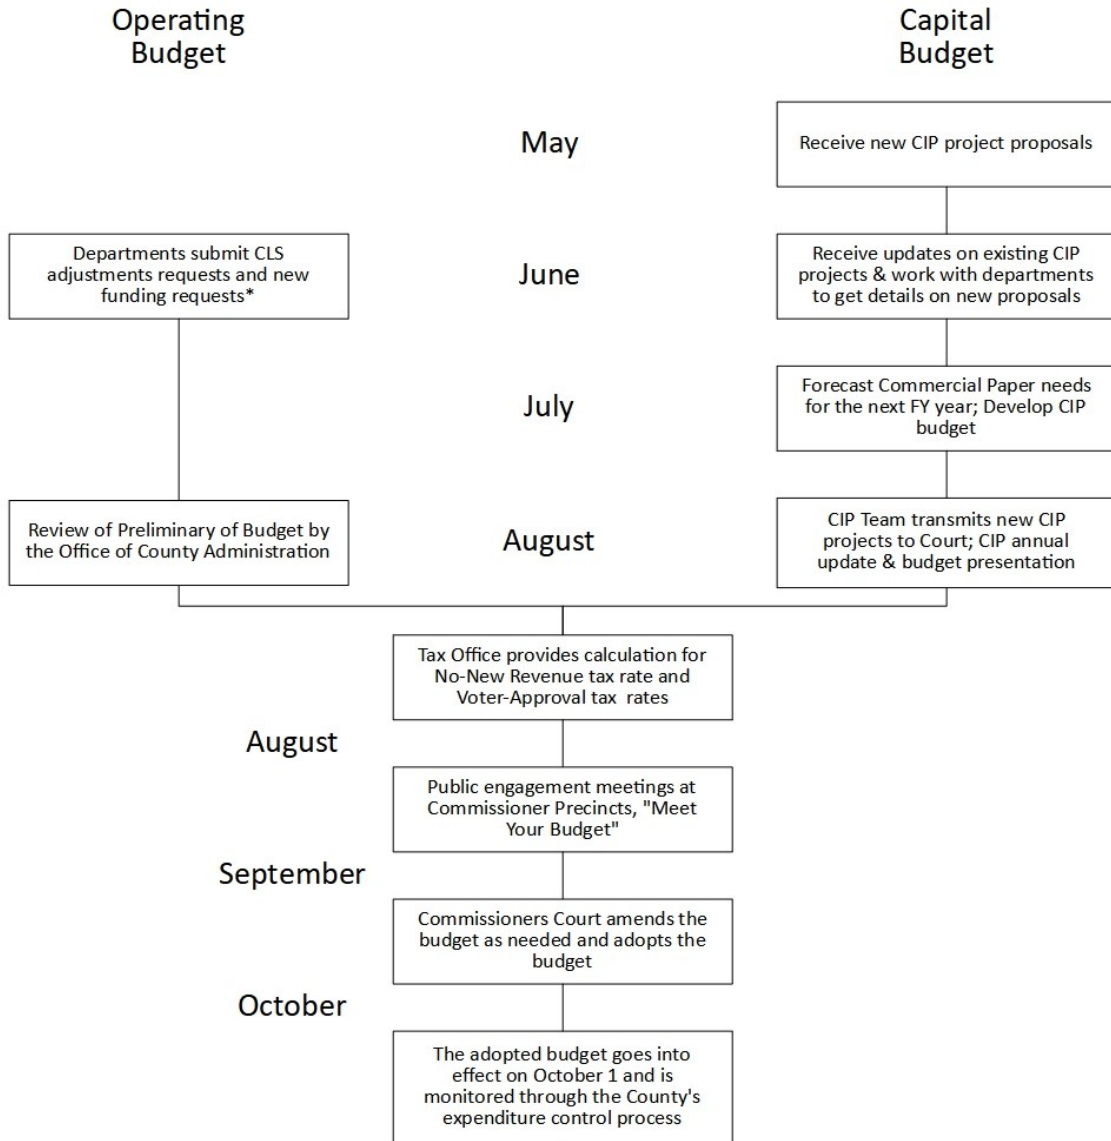 Operating
Budget
Capital
Budget
May
Receive new CIP project proposals
Departments submit CLS
adjustments requests and new
funding requests*
June
Receive updates on existing CIP
projects & work with departments
to get details on new proposals
July
Forecast Commercial Paper needs
for the next FY year; Develop CIP
budget
Review of Preliminary of Budget by
the Office of County Administration
August
CIP Team transmits new CIP
projects to Court; CIP annual
update & budget presentation
Tax Office provides calculation for
No-New Revenue tax rate and
Voter-Approval tax rates
August
Public engagement meetings at
Commissioner Precincts, "Meet
Your Budget"
September
Commissioners Court amends the
budget as needed and adopts the
budget
October
The adopted budget goes into
effect on October 1 and is
monitored through the County's
expenditure control process